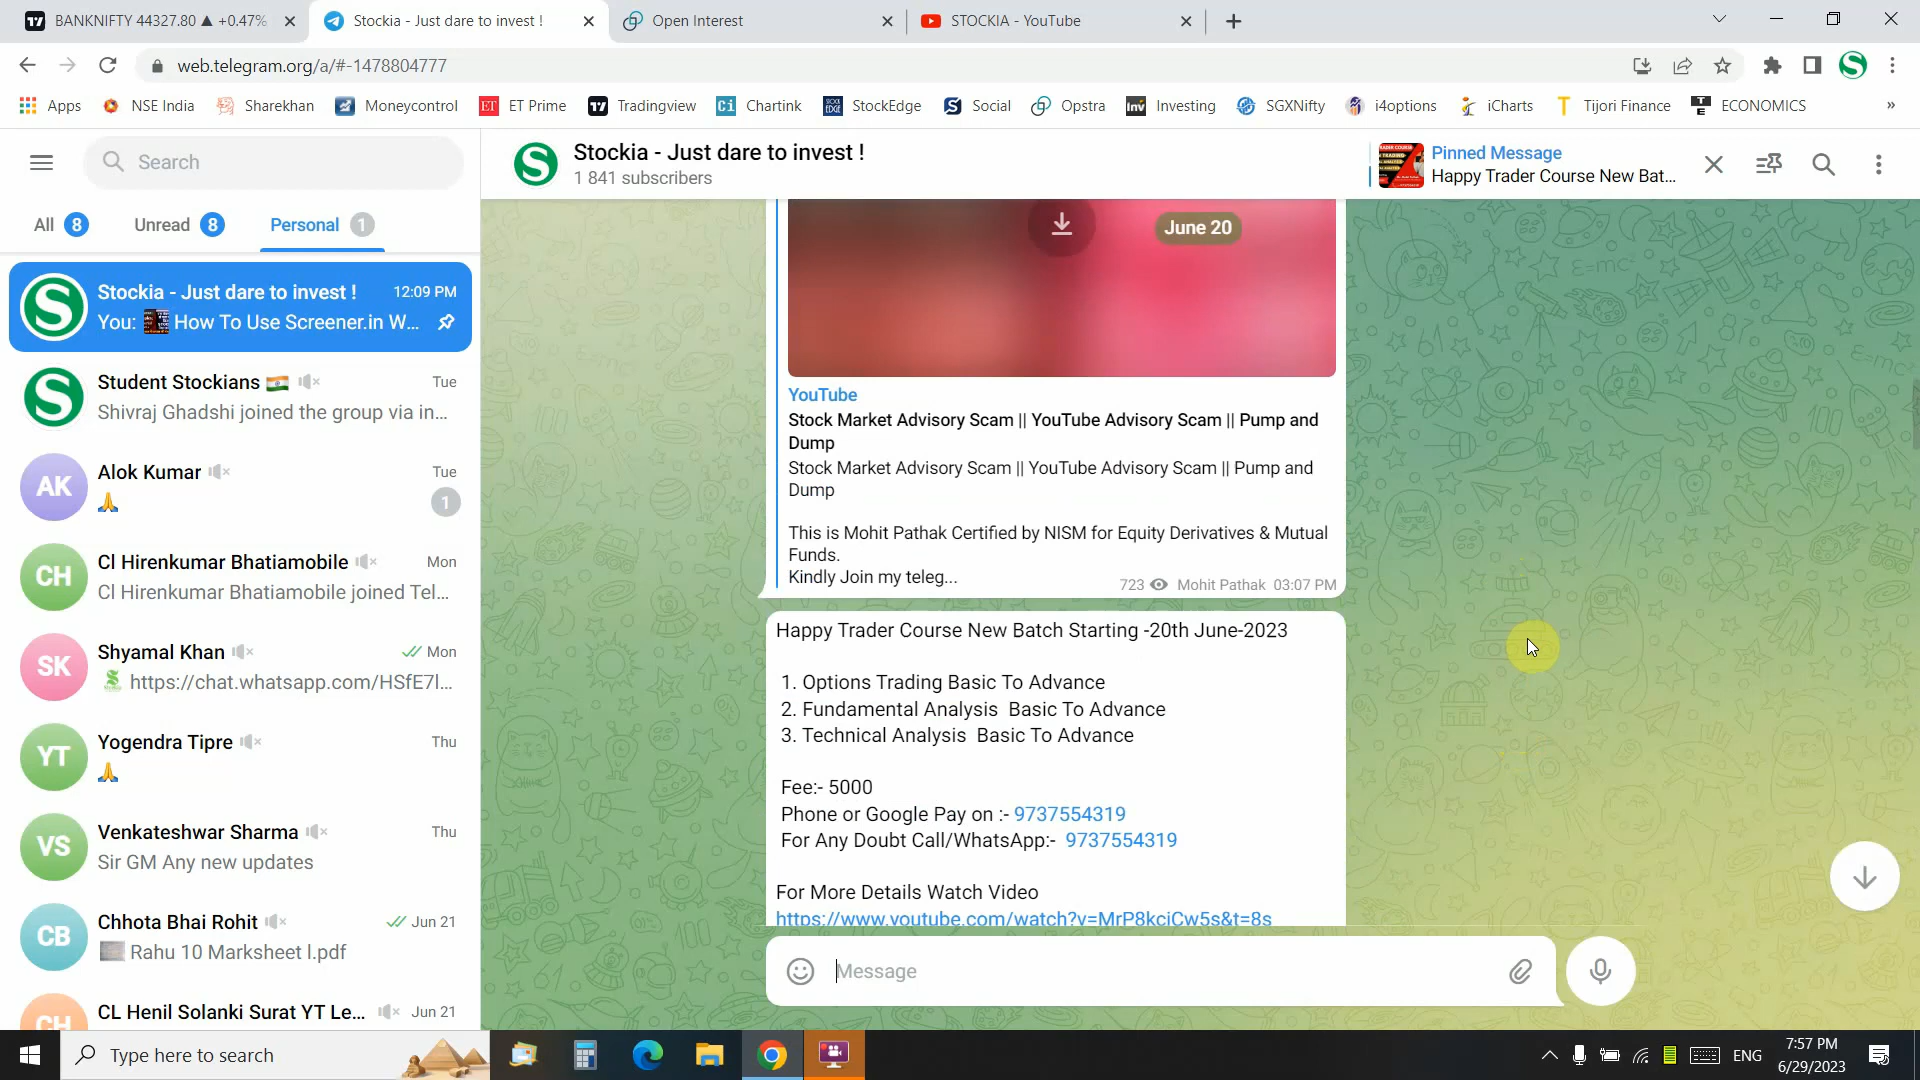 BANKNIFTY 44327.80 ▲ +0.47%
Stockia - Just dare to invest !
Open Interest
STOCKIA - YouTube
web.telegram.org/a/#-1478804777
Apps
NSE India
Sharekhan
Moneycontrol
ET Prime
Tradingview
Chartink
StockEdge
Social
Opstra
Investing
SGXNifty
i4options
iCharts
Tijori Finance
ECONOMICS
Search
Stockia - Just dare to invest !
1 841 subscribers
Pinned Message
Happy Trader Course New Bat...
All 8
Unread 8
Personal 1
Stockia - Just dare to invest ! 12:09 PM
You: How To Use Screener.in W...
Student Stockians 🇮🇳 Tue
Shivraj Ghadshi joined the group via in...
AK
Alok Kumar Tue
🙏 1
CH
Cl Hirenkumar Bhatiamobile Mon
Cl Hirenkumar Bhatiamobile joined Tel...
SK
Shyamal Khan Mon
https://chat.whatsapp.com/HSfE7l...
YT
Yogendra Tipre Thu
🙏
VS
Venkateshwar Sharma Thu
Sir GM Any new updates
CB
Chhota Bhai Rohit Jun 21
Rahu 10 Marksheet l.pdf
CH
CL Henil Solanki Surat YT Le... Jun 21
June 20
YouTube
Stock Market Advisory Scam || YouTube Advisory Scam || Pump and
Dump
Stock Market Advisory Scam || YouTube Advisory Scam || Pump and
Dump
This is Mohit Pathak Certified by NISM for Equity Derivatives & Mutual
Funds.
Kindly Join my teleg...
723 Mohit Pathak 03:07 PM
Happy Trader Course New Batch Starting -20th June-2023
1. Options Trading Basic To Advance
2. Fundamental Analysis  Basic To Advance
3. Technical Analysis  Basic To Advance
Fee:- 5000
Phone or Google Pay on :- 9737554319
For Any Doubt Call/WhatsApp:-  9737554319
For More Details Watch Video
https://www.youtube.com/watch?v=MrP8kciCw5s&t=8s
Message
Type here to search
ENG
7:57 PM
6/29/2023